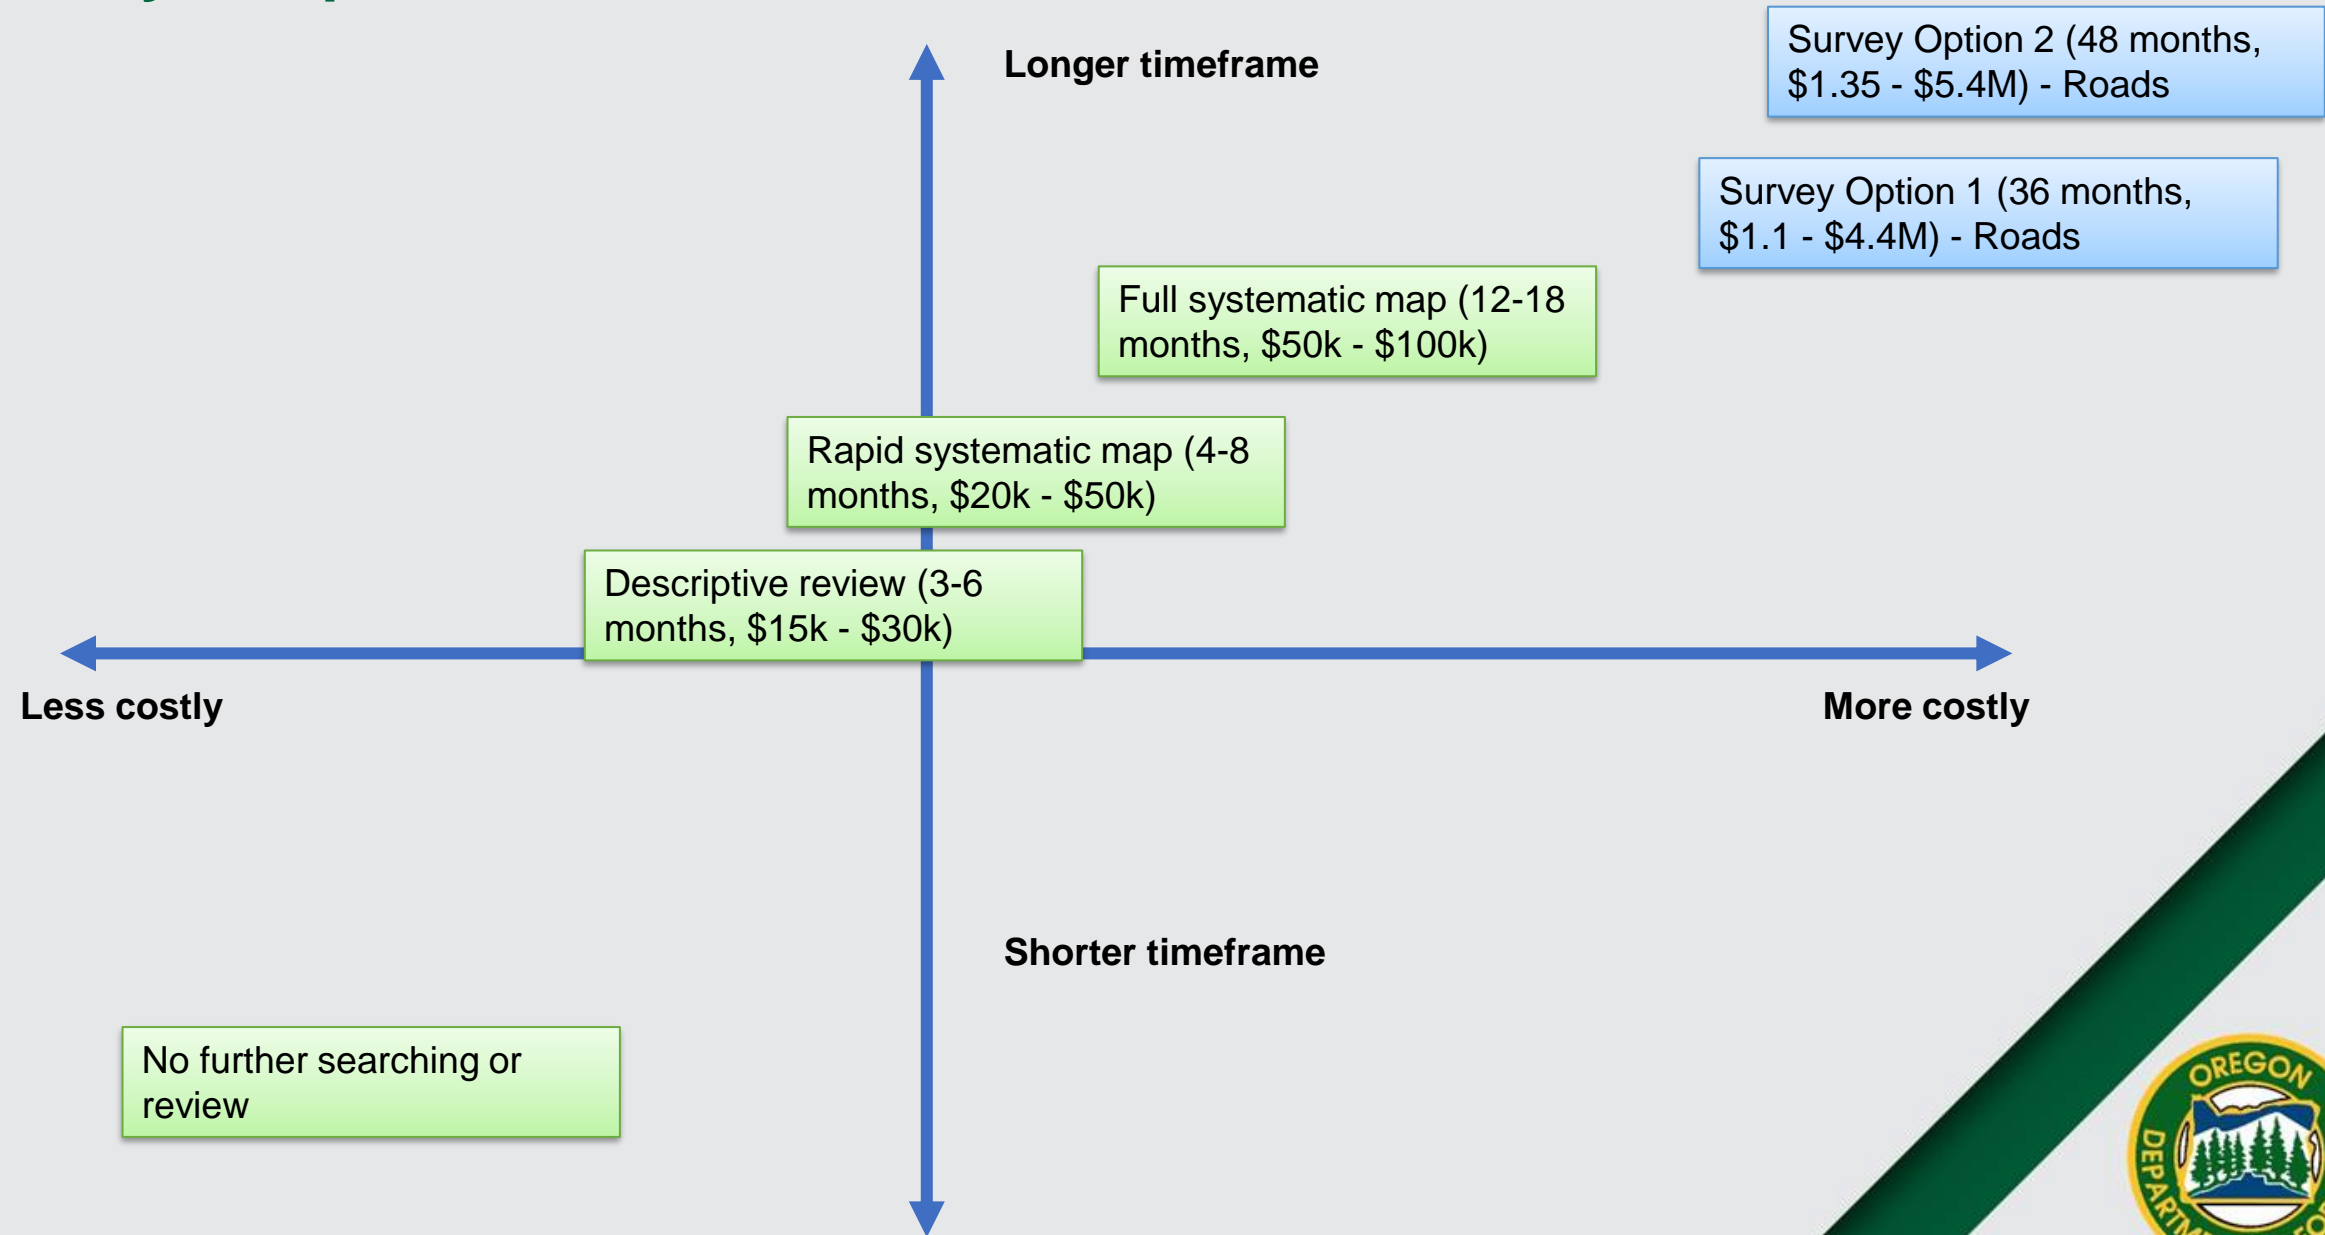 Longer timeframe
Survey Option 2 (48 months,
$1.35 - $5.4M) - Roads
Survey Option 1 (36 months,
$1.1 - $4.4M) - Roads
Full systematic map (12-18
months, $50k - $100k)
Rapid systematic map (4-8
months, $20k - $50k)
Descriptive review (3-6
months, $15k - $30k)
Less costly
More costly
Shorter timeframe
No further searching or
review
OREGON